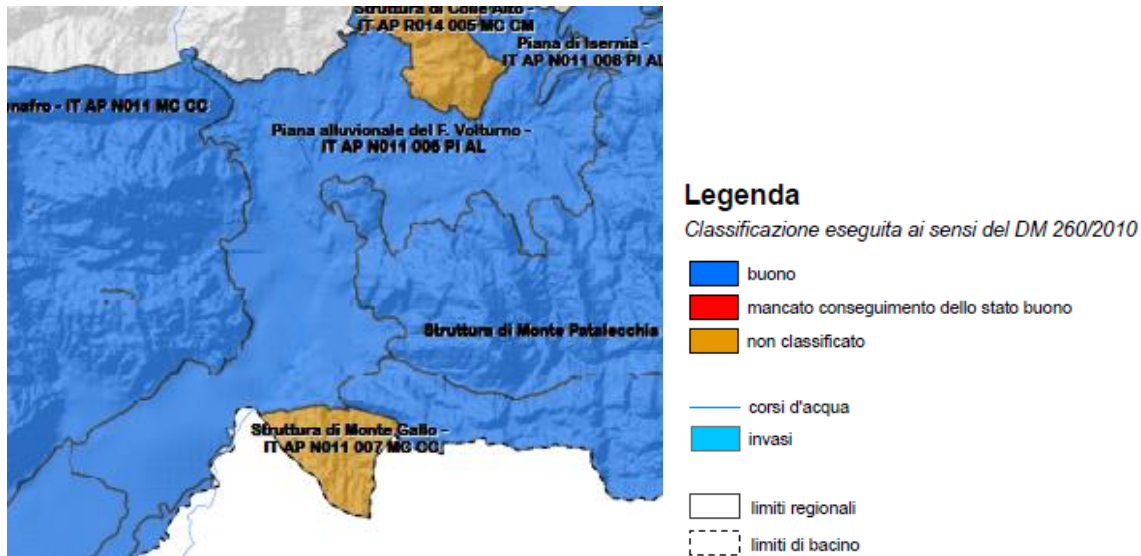 Struttura di Colle Alto -
IT AP R014 005 MC CM
Piana di Isernia -
IT AP N011 008 PI AL
enafro - IT AP N011 MC CC
Piana alluvionale del F. Volturno -
IT AP N011 006 PI AL
Struttura di Monte Patalecchia
Struttura di Monte Gallo -
IT AP N011 007 MC CC
Legenda
Classificazione eseguita ai sensi del DM 260/2010
buono
mancato conseguimento dello stato buono
non classificato
corsi d'acqua
invasi
limiti regionali
limiti di bacino